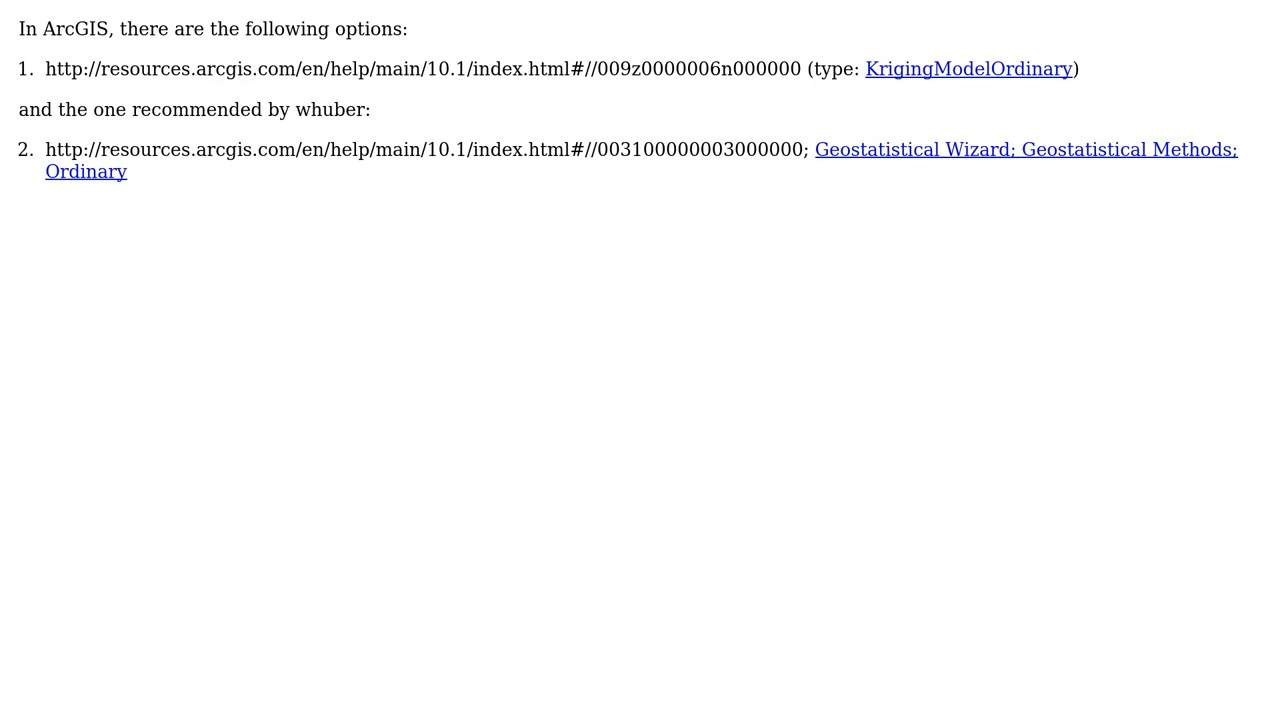 In ArcGIS, there are the following options:
1. http://resources.arcgis.com/en/help/main/10.1/index.html#//009z0000006n000000 (type: KrigingModelOrdinary)
and the one recommended by whuber:
2. http://resources.arcgis.com/en/help/main/10.1/index.html#//003100000003000000; Geostatistical Wizard; Geostatistical Methods;
Ordinary